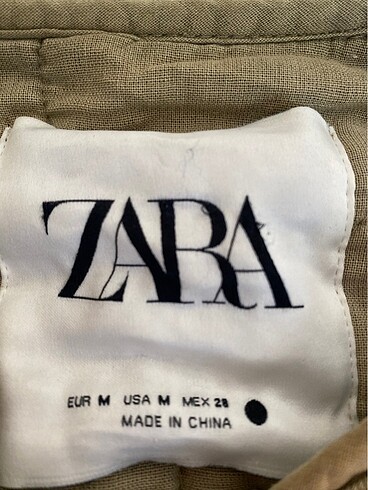 ZARA
EUR M USA M MEX 28
MADE IN CHINA